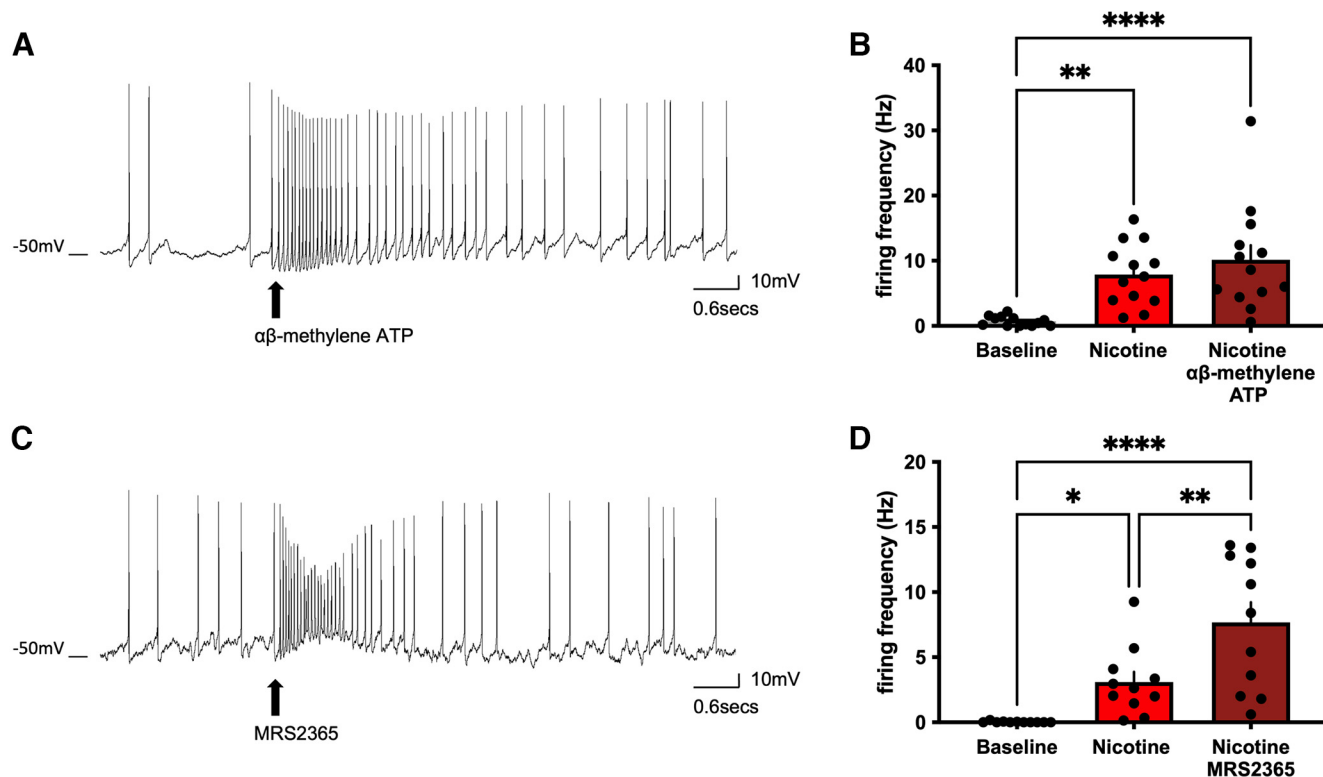 A
-50mV
αβ-methylene ATP
10mV
0.6secs
B
****
**
firing frequency (Hz)
40
30
20
10
0
Baseline
Nicotine
Nicotine
αβ-methylene
ATP
C
-50mV
MRS2365
10mV
0.6secs
D
****
*
**
firing frequency (Hz)
20
15
10
5
0
Baseline
Nicotine
Nicotine
MRS2365